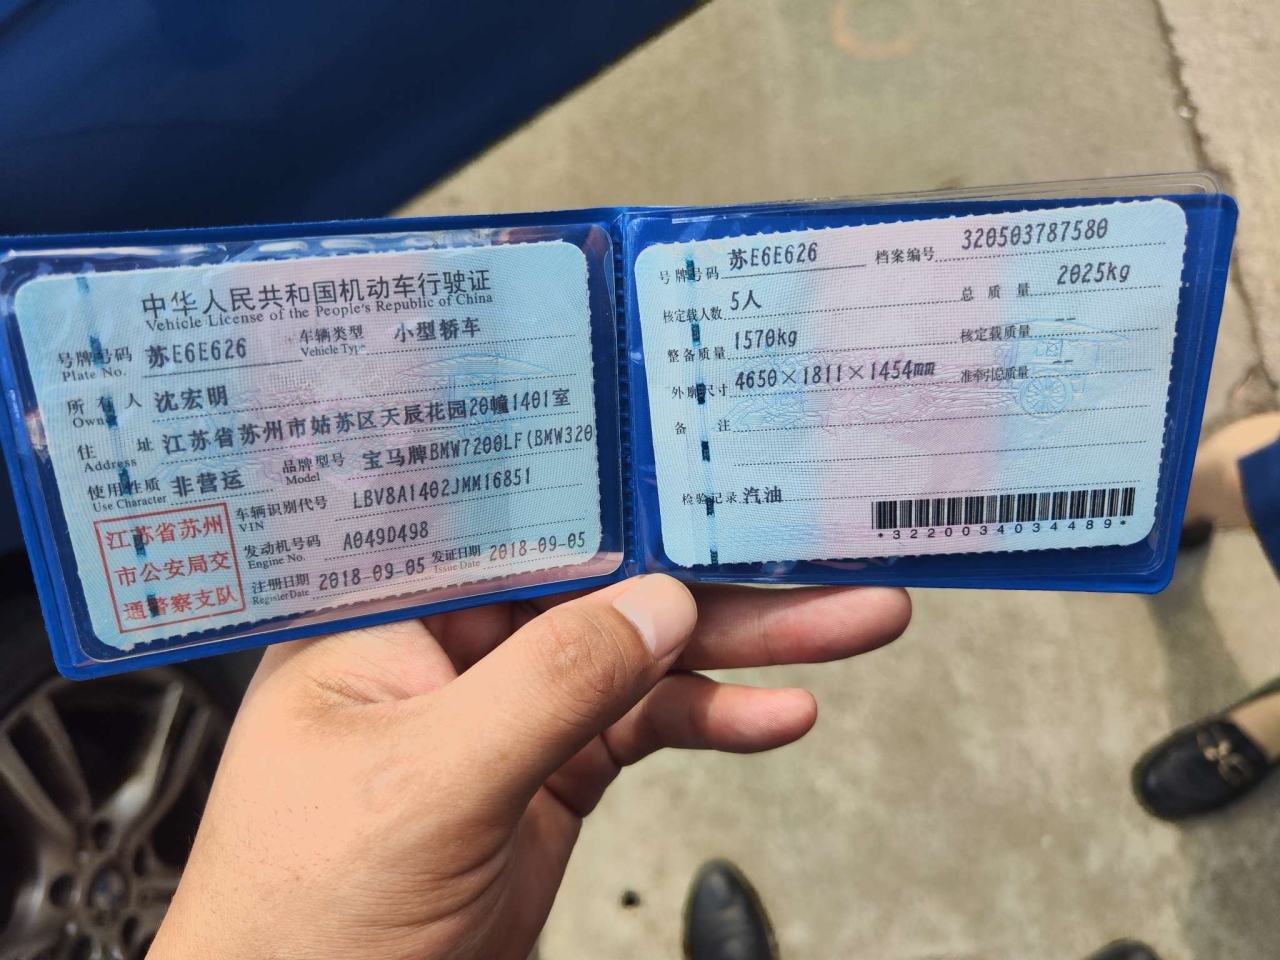 中华人民共和国机动车行驶证
Vehicle License of the People's Republic of China
号牌号码 苏E6E626 车辆类型 小型轿车
Plate No. Vehicle Type
所有人 沈宏明
Owner
住址 江苏省苏州市姑苏区天辰花园20幢1401室
Address
使用性质 非营运 品牌型号 宝马牌BMW7200LF(BMW320
Use Character Model
车辆识别代号 LBV8A1402JMM16851
VIN
发动机号码 A049D498
Engine No.
注册日期 2018-09-05 发证日期 2018-09-05
Register Date Issue Date
江苏省苏州
市公安局交
通警察支队
号牌号码 苏E6E626 档案编号 320503787580
核定载人数 5人 总质量 2025kg
整备质量 1570kg 核定载质量 --
外廓尺寸 4650×1811×1454mm 准牵引总质量 --
备注
检验记录 汽油
*3220034034489*